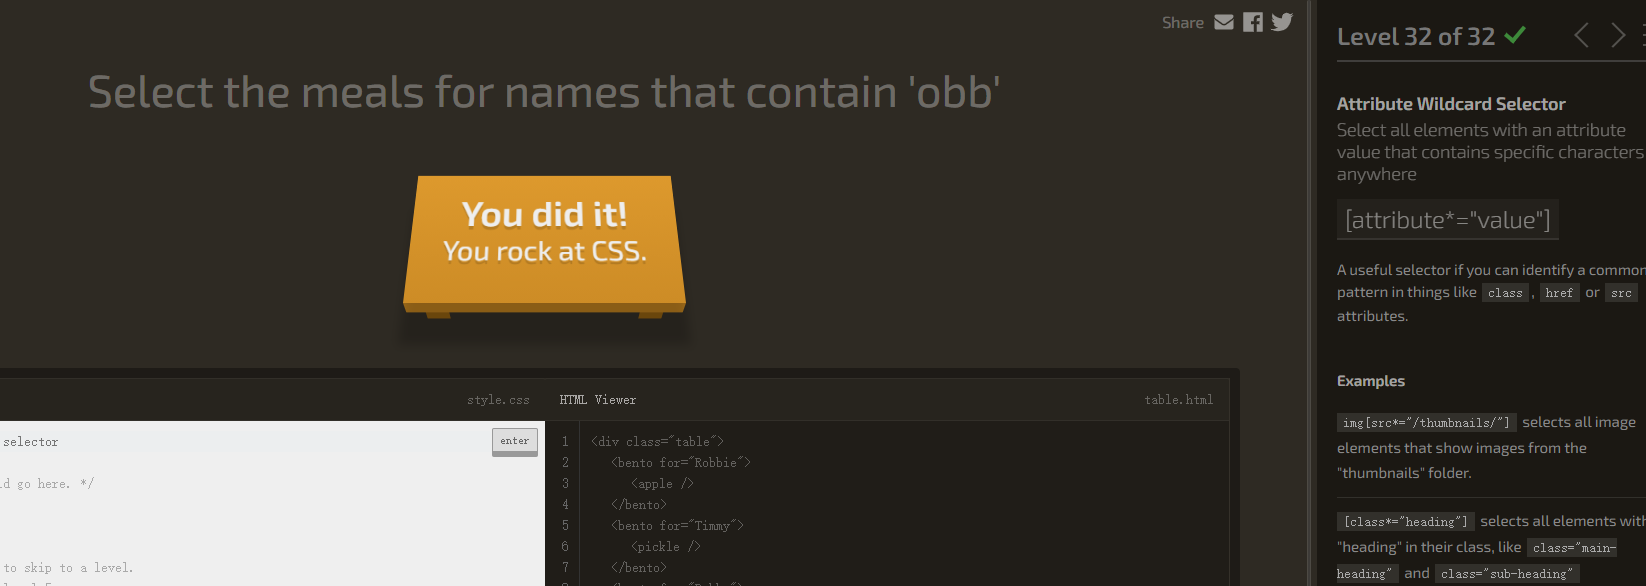 Share
Select the meals for names that contain 'obb'
You did it!
You rock at CSS.
style.css
selector
enter
d go here. */
to skip to a level.
HTML Viewer
table.html
1 <div class="table">
2 <bento for="Robbie">
3 <apple />
4 </bento>
5 <bento for="Timmy">
6 <pickle />
7 </bento>
Level 32 of 32
Attribute Wildcard Selector
Select all elements with an attribute
value that contains specific characters
anywhere
[attribute*="value"]
A useful selector if you can identify a common
pattern in things like class , href or src
attributes.
Examples
img[src*="/thumbnails/"] selects all image
elements that show images from the
"thumbnails" folder.
[class*="heading"] selects all elements with
"heading" in their class, like class="main-
heading" and class="sub-heading"